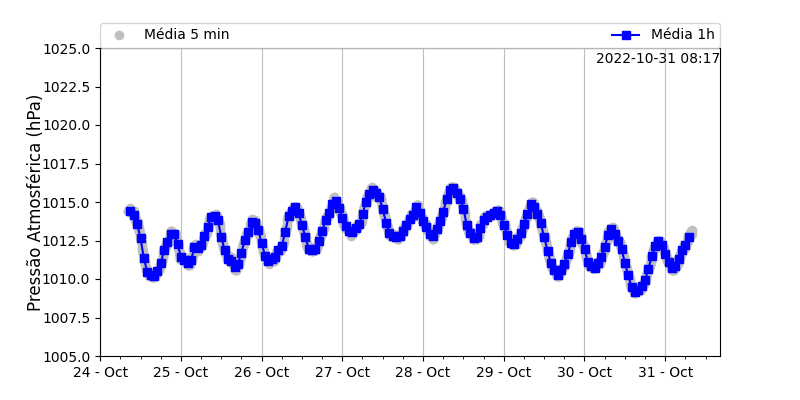 Média 5 min
Média 1h
2022-10-31 08:17
Pressão Atmosférica (hPa)
1025.0
1022.5
1020.0
1017.5
1015.0
1012.5
1010.0
1007.5
1005.0
24 - Oct
25 - Oct
26 - Oct
27 - Oct
28 - Oct
29 - Oct
30 - Oct
31 - Oct